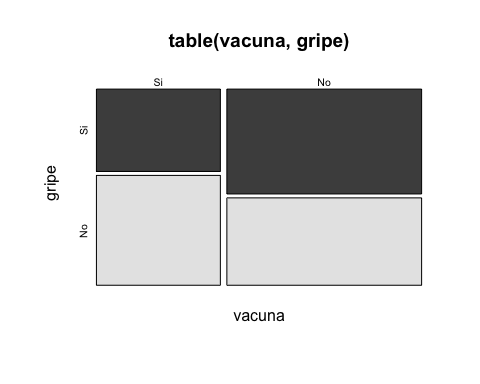 table(vacuna, gripe)
Si No
Si
gripe
No
vacuna